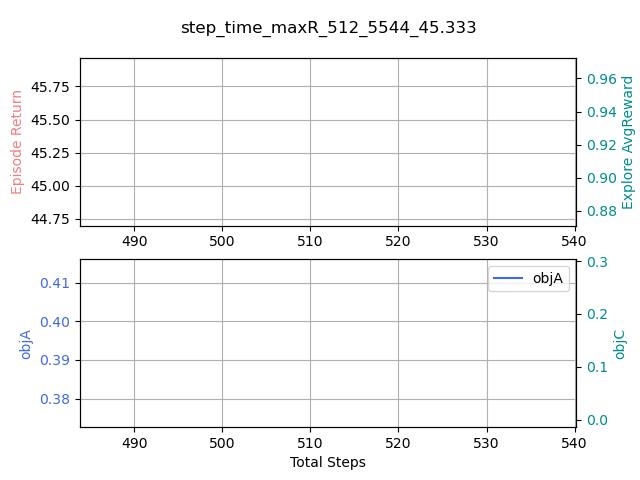 step_time_maxR_512_5544_45.333
45.75
45.50
45.25
45.00
44.75
Episode Return
0.96
0.94
0.92
0.90
0.88
Explore AvgReward
490 500 510 520 530 540
0.41
0.40
0.39
0.38
objA
objA
0.3
0.2
0.1
0.0
objC
490 500 510 520 530 540
Total Steps